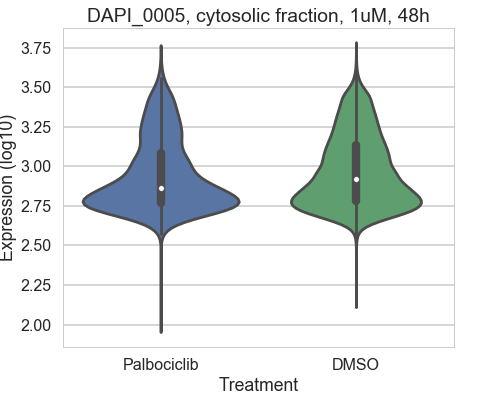 DAPI_0005, cytosolic fraction, 1uM, 48h
Expression (log10)
3.75
3.50
3.25
3.00
2.75
2.50
2.25
2.00
Palbociclib
DMSO
Treatment